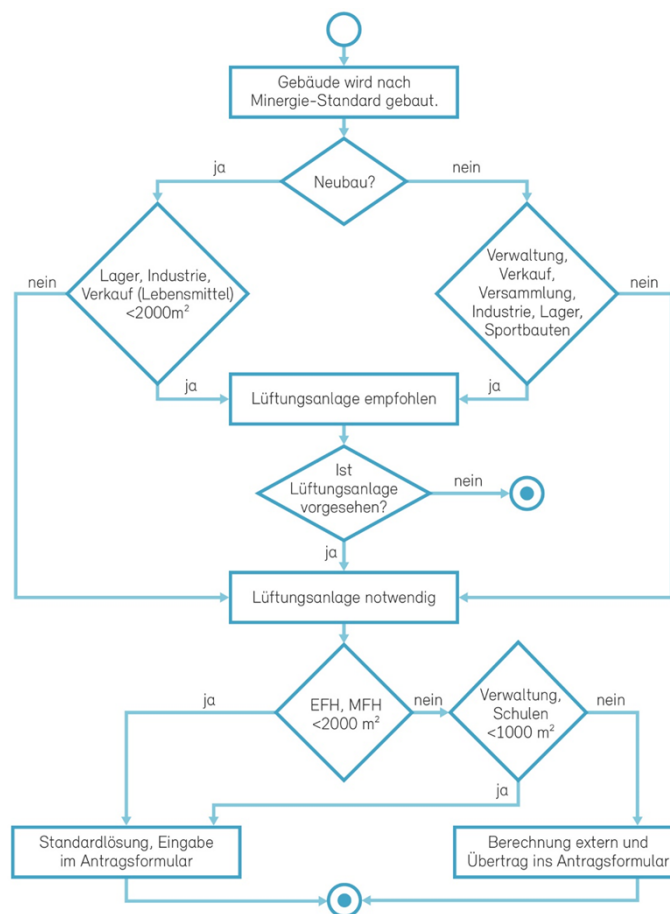 Gebäude wird nach
Minergie-Standard gebaut.
ja
Neubau?
nein
nein
Lager, Industrie,
Verkauf (Lebensmittel)
<2000m²
Verwaltung,
Verkauf,
Versammlung,
Industrie, Lager,
Sportbauten
nein
ja
Lüftungsanlage empfohlen
ja
Ist
Lüftungsanlage
vorgesehen?
nein
ja
Lüftungsanlage notwendig
ja
EFH, MFH
<2000 m²
nein
Verwaltung,
Schulen
<1000 m²
nein
ja
Standardlösung, Eingabe
im Antragsformular
Berechnung extern und
Übertrag ins Antragsformular